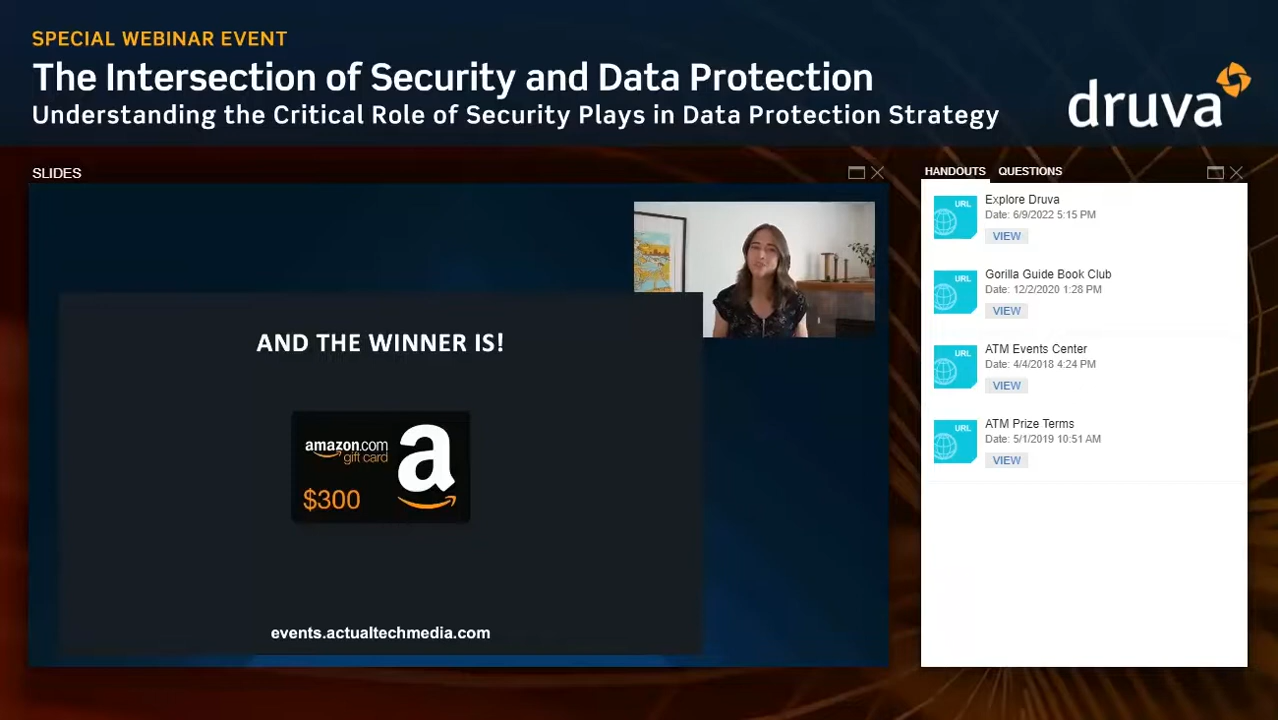 SPECIAL WEBINAR EVENT
The Intersection of Security and Data Protection
Understanding the Critical Role of Security Plays in Data Protection Strategy
druva
SLIDES
AND THE WINNER IS!
amazon.com
gift card
a
$300
events.actualtechmedia.com
HANDOUTS QUESTIONS
URL
Explore Druva
Date: 6/9/2022 5:15 PM
VIEW
URL
Gorilla Guide Book Club
Date: 12/2/2020 1:28 PM
VIEW
URL
ATM Events Center
Date: 4/4/2018 4:24 PM
VIEW
URL
ATM Prize Terms
Date: 5/1/2019 10:51 AM
VIEW